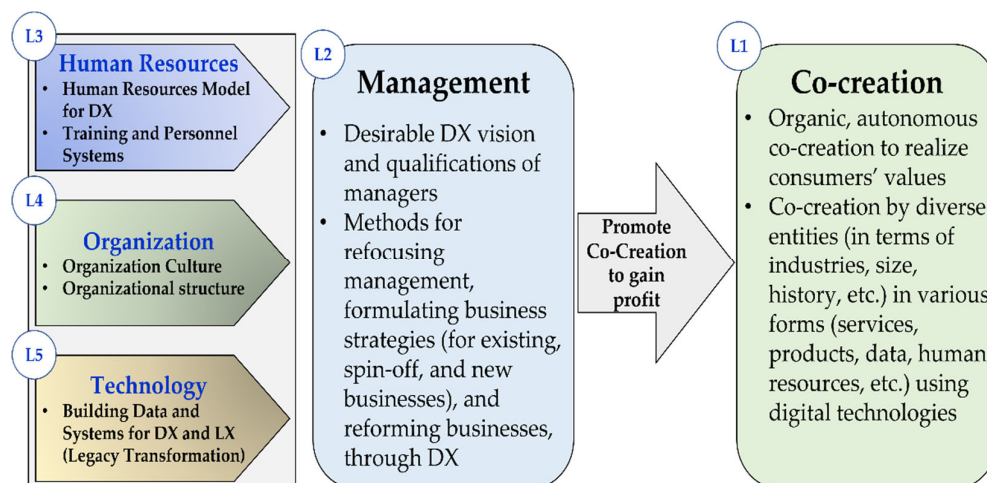 L3
Human Resources
• Human Resources Model
for DX
• Training and Personnel
Systems
L4
Organization
• Organization Culture
• Organizational structure
L5
Technology
• Building Data and
Systems for DX and LX
(Legacy Transformation)
L2
Management
• Desirable DX vision
and qualifications of
managers
• Methods for
refocusing
management,
formulating business
strategies (for existing,
spin-off, and new
businesses), and
reforming businesses,
through DX
Promote
Co-Creation
to gain
profit
L1
Co-creation
• Organic, autonomous
co-creation to realize
consumers' values
• Co-creation by diverse
entities (in terms of
industries, size,
history, etc.) in various
forms (services,
products, data, human
resources, etc.) using
digital technologies